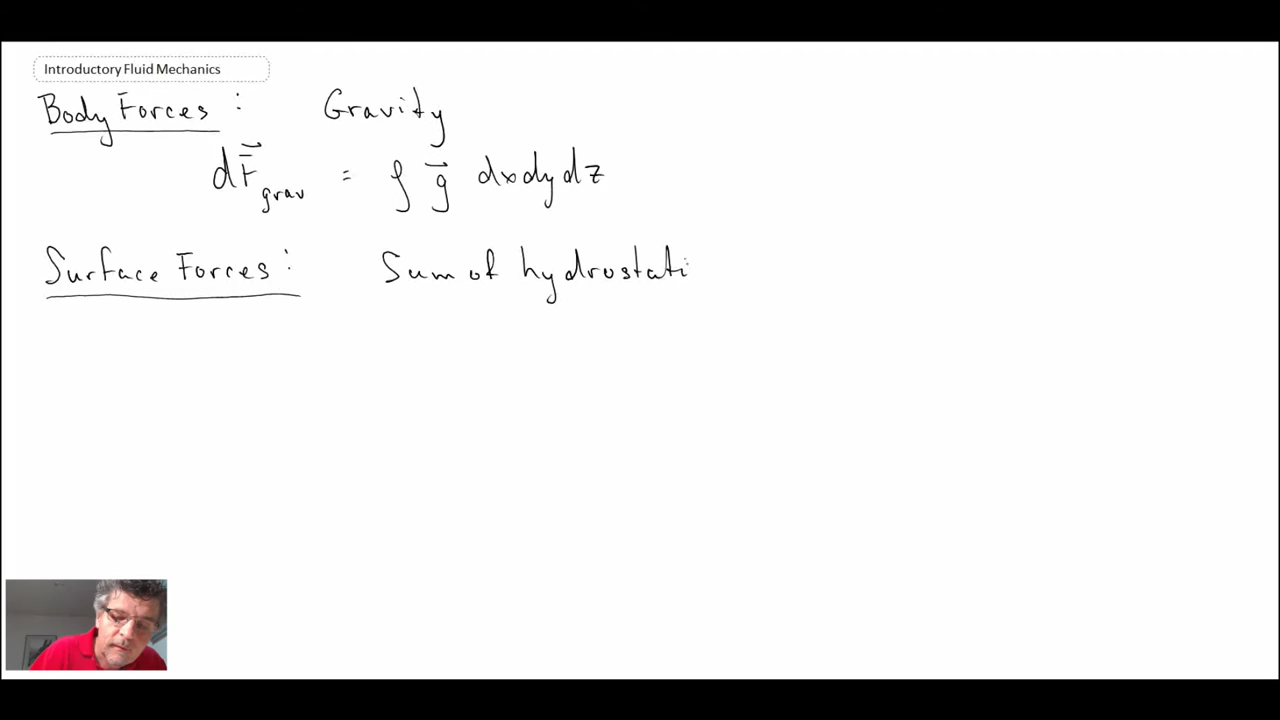 Introductory Fluid Mechanics
Body Forces : Gravity
dF⃗grav = ρ g⃗ dxdydz
Surface Forces : Sum of hydrostati